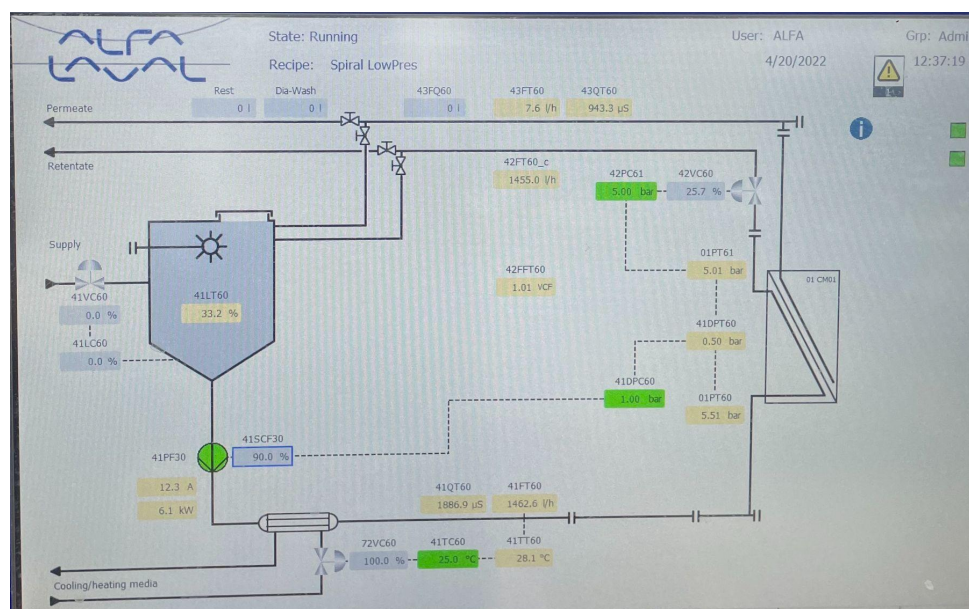 ALFA
LAVAL
State: Running
Recipe: Spiral LowPres
User: ALFA
Grp: Admi
4/20/2022
12:37:19
Rest
0 l
Dia-Wash
0 l
43FQ60
0 l
43FT60
7.6 l/h
43QT60
943.3 µS
Permeate
Retentate
42FT60_c
1455.0 l/h
42PC61
5.00 bar
42VC60
25.7 %
Supply
41VC60
0.0 %
41LC60
0.0 %
41LT60
33.2 %
42FFT60
1.01 VCF
01PT61
5.01 bar
01 CM01
41DPT60
0.50 bar
41DPC60
1.00 bar
01PT60
5.51 bar
41PF30
41SCF30
90.0 %
12.3 A
6.1 kW
41QT60
1886.9 µS
41FT60
1462.6 l/h
72VC60
100.0 %
41TC60
25.0 °C
41TT60
28.1 °C
Cooling/heating media